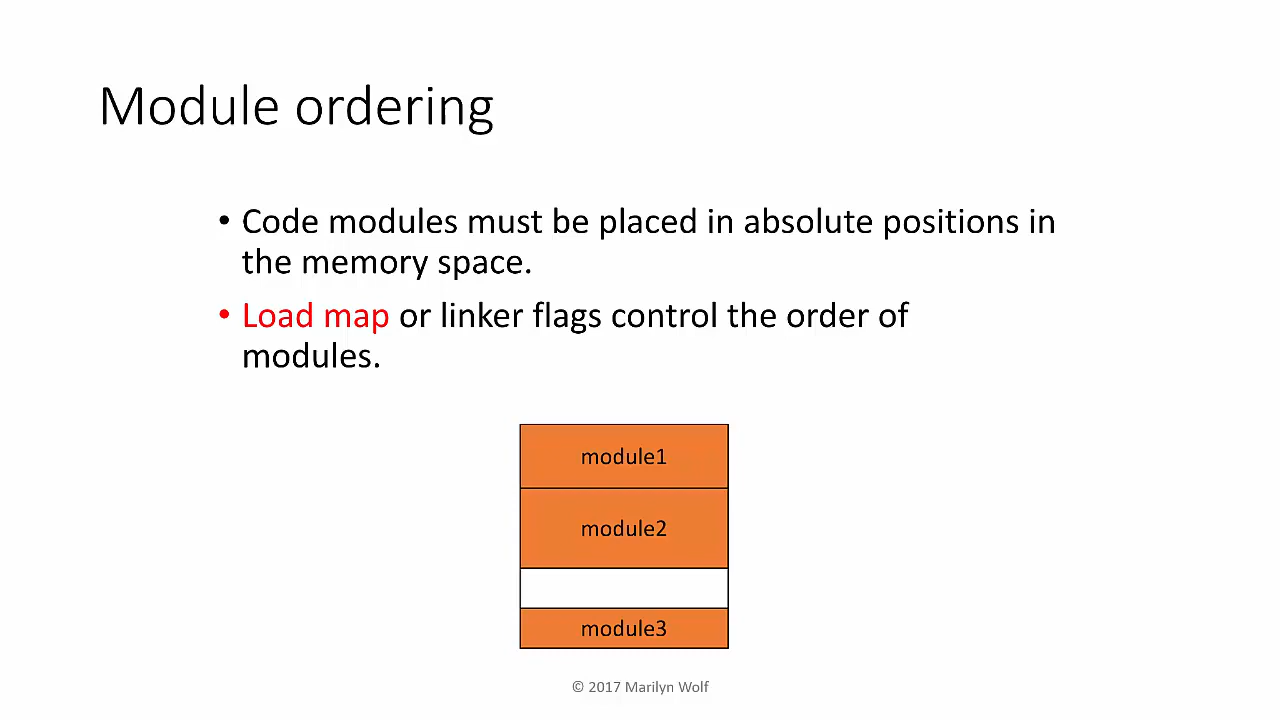 Module ordering
• Code modules must be placed in absolute positions in
the memory space.
• Load map or linker flags control the order of
modules.
module1
module2
module3
© 2017 Marilyn Wolf